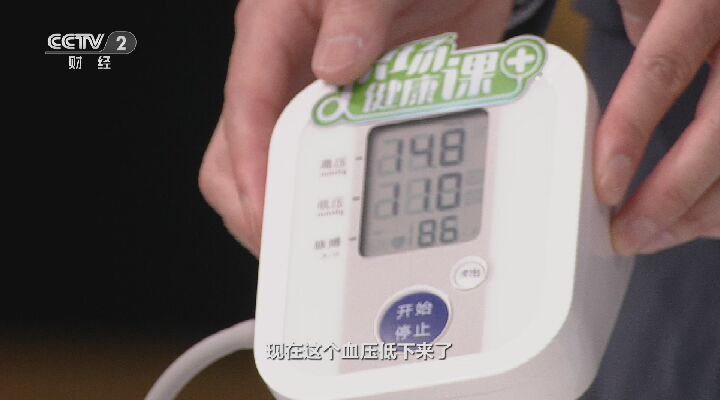 CCTV 2
财经
健康课
高压
mmHg
148
低压
mmHg
110
脉搏
86
开始
停止
现在这个血压低下来了